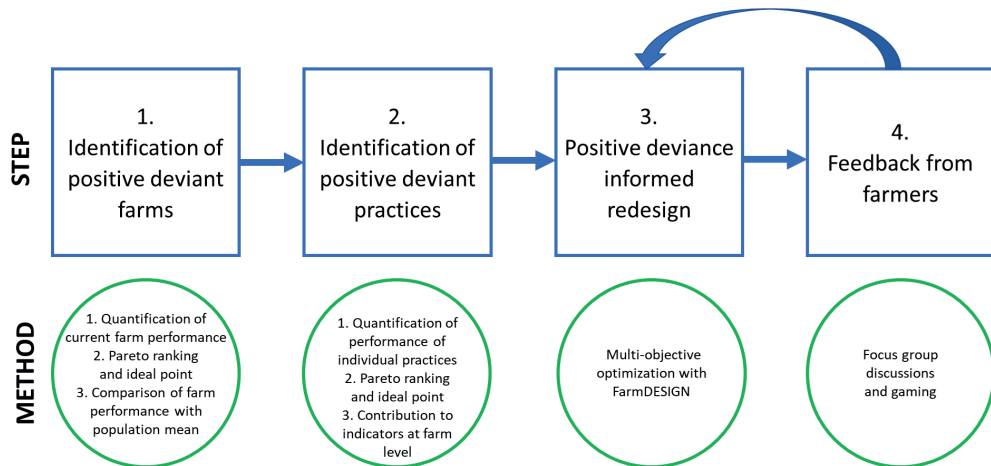 STEP
1.
Identification of
positive deviant
farms
2.
Identification of
positive deviant
practices
3.
Positive deviance
informed
redesign
4.
Feedback from
farmers
METHOD
1. Quantification of
current farm performance
2. Pareto ranking
and ideal point
3. Comparison of farm
performance with
population mean
1. Quantification of
performance of
individual practices
2. Pareto ranking
and ideal point
3. Contribution to
indicators at farm
level
Multi-objective
optimization with
FarmDESIGN
Focus group
discussions
and gaming